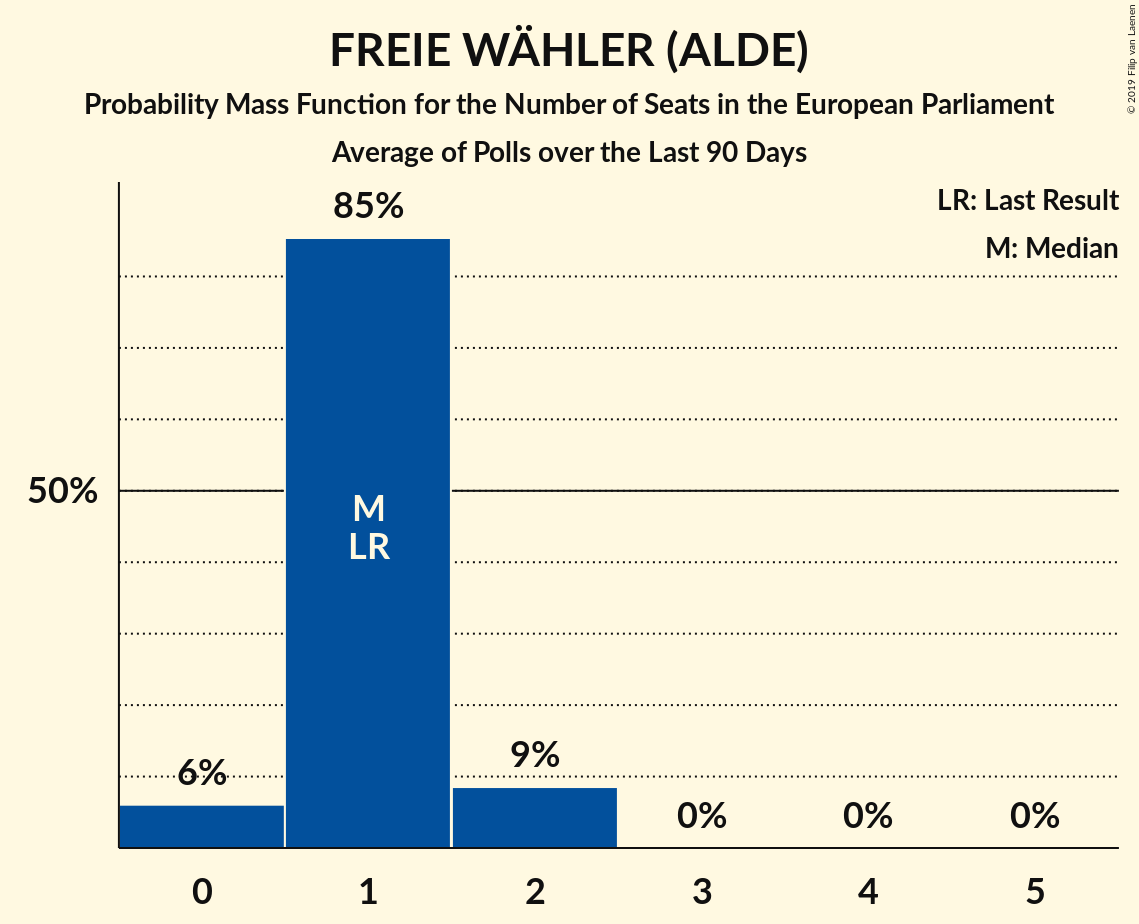 FREIE WÄHLER (ALDE)
Probability Mass Function for the Number of Seats in the European Parliament
Average of Polls over the Last 90 Days
© 2019 Filip van Laenen
LR: Last Result
M: Median
85%
50%
M
LR
6%
9%
0%
0%
0%
0
1
2
3
4
5